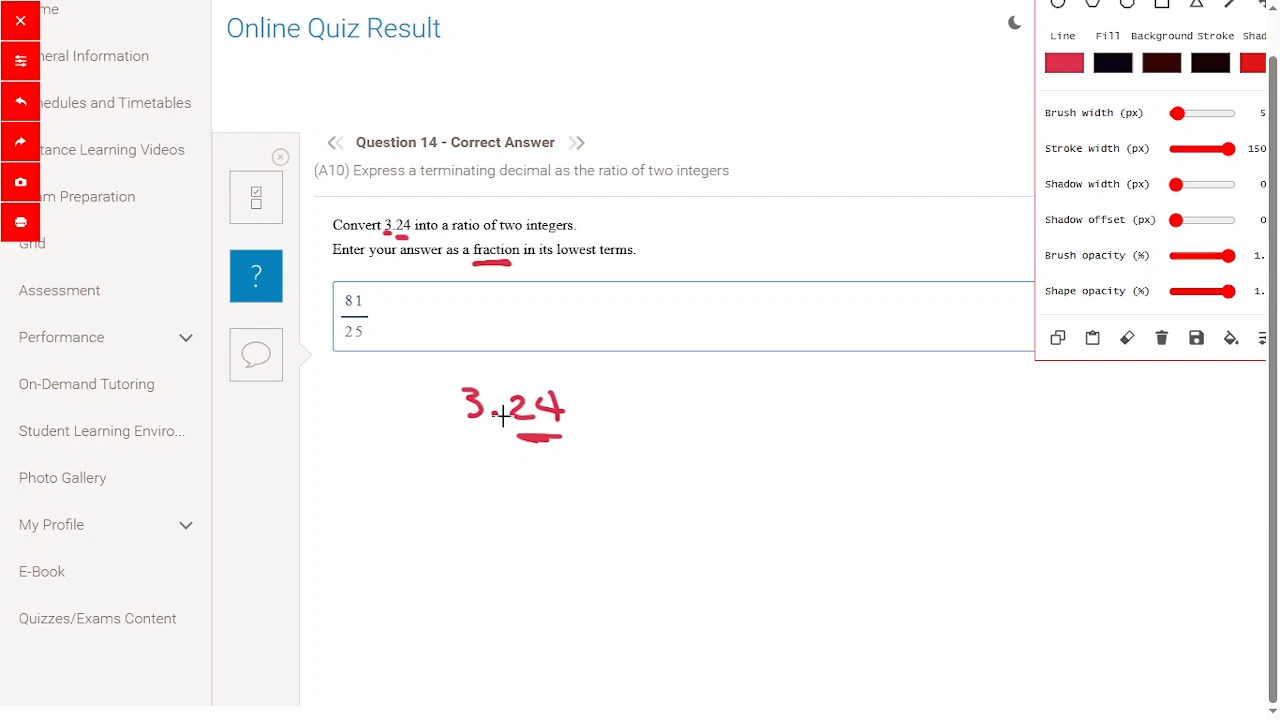 me
neral Information
hedules and Timetables
tance Learning Videos
am Preparation
Grid
Assessment
Performance
On-Demand Tutoring
Student Learning Enviro...
Photo Gallery
My Profile
E-Book
Quizzes/Exams Content
Online Quiz Result
Question 14 - Correct Answer
(A10) Express a terminating decimal as the ratio of two integers
Convert 3.24 into a ratio of two integers.
Enter your answer as a fraction in its lowest terms.
81
25
3.24
?
Line Fill Background Stroke Shad
Brush width (px) 5
Stroke width (px) 150
Shadow width (px) 0
Shadow offset (px) 0
Brush opacity (%) 1.
Shape opacity (%) 1.